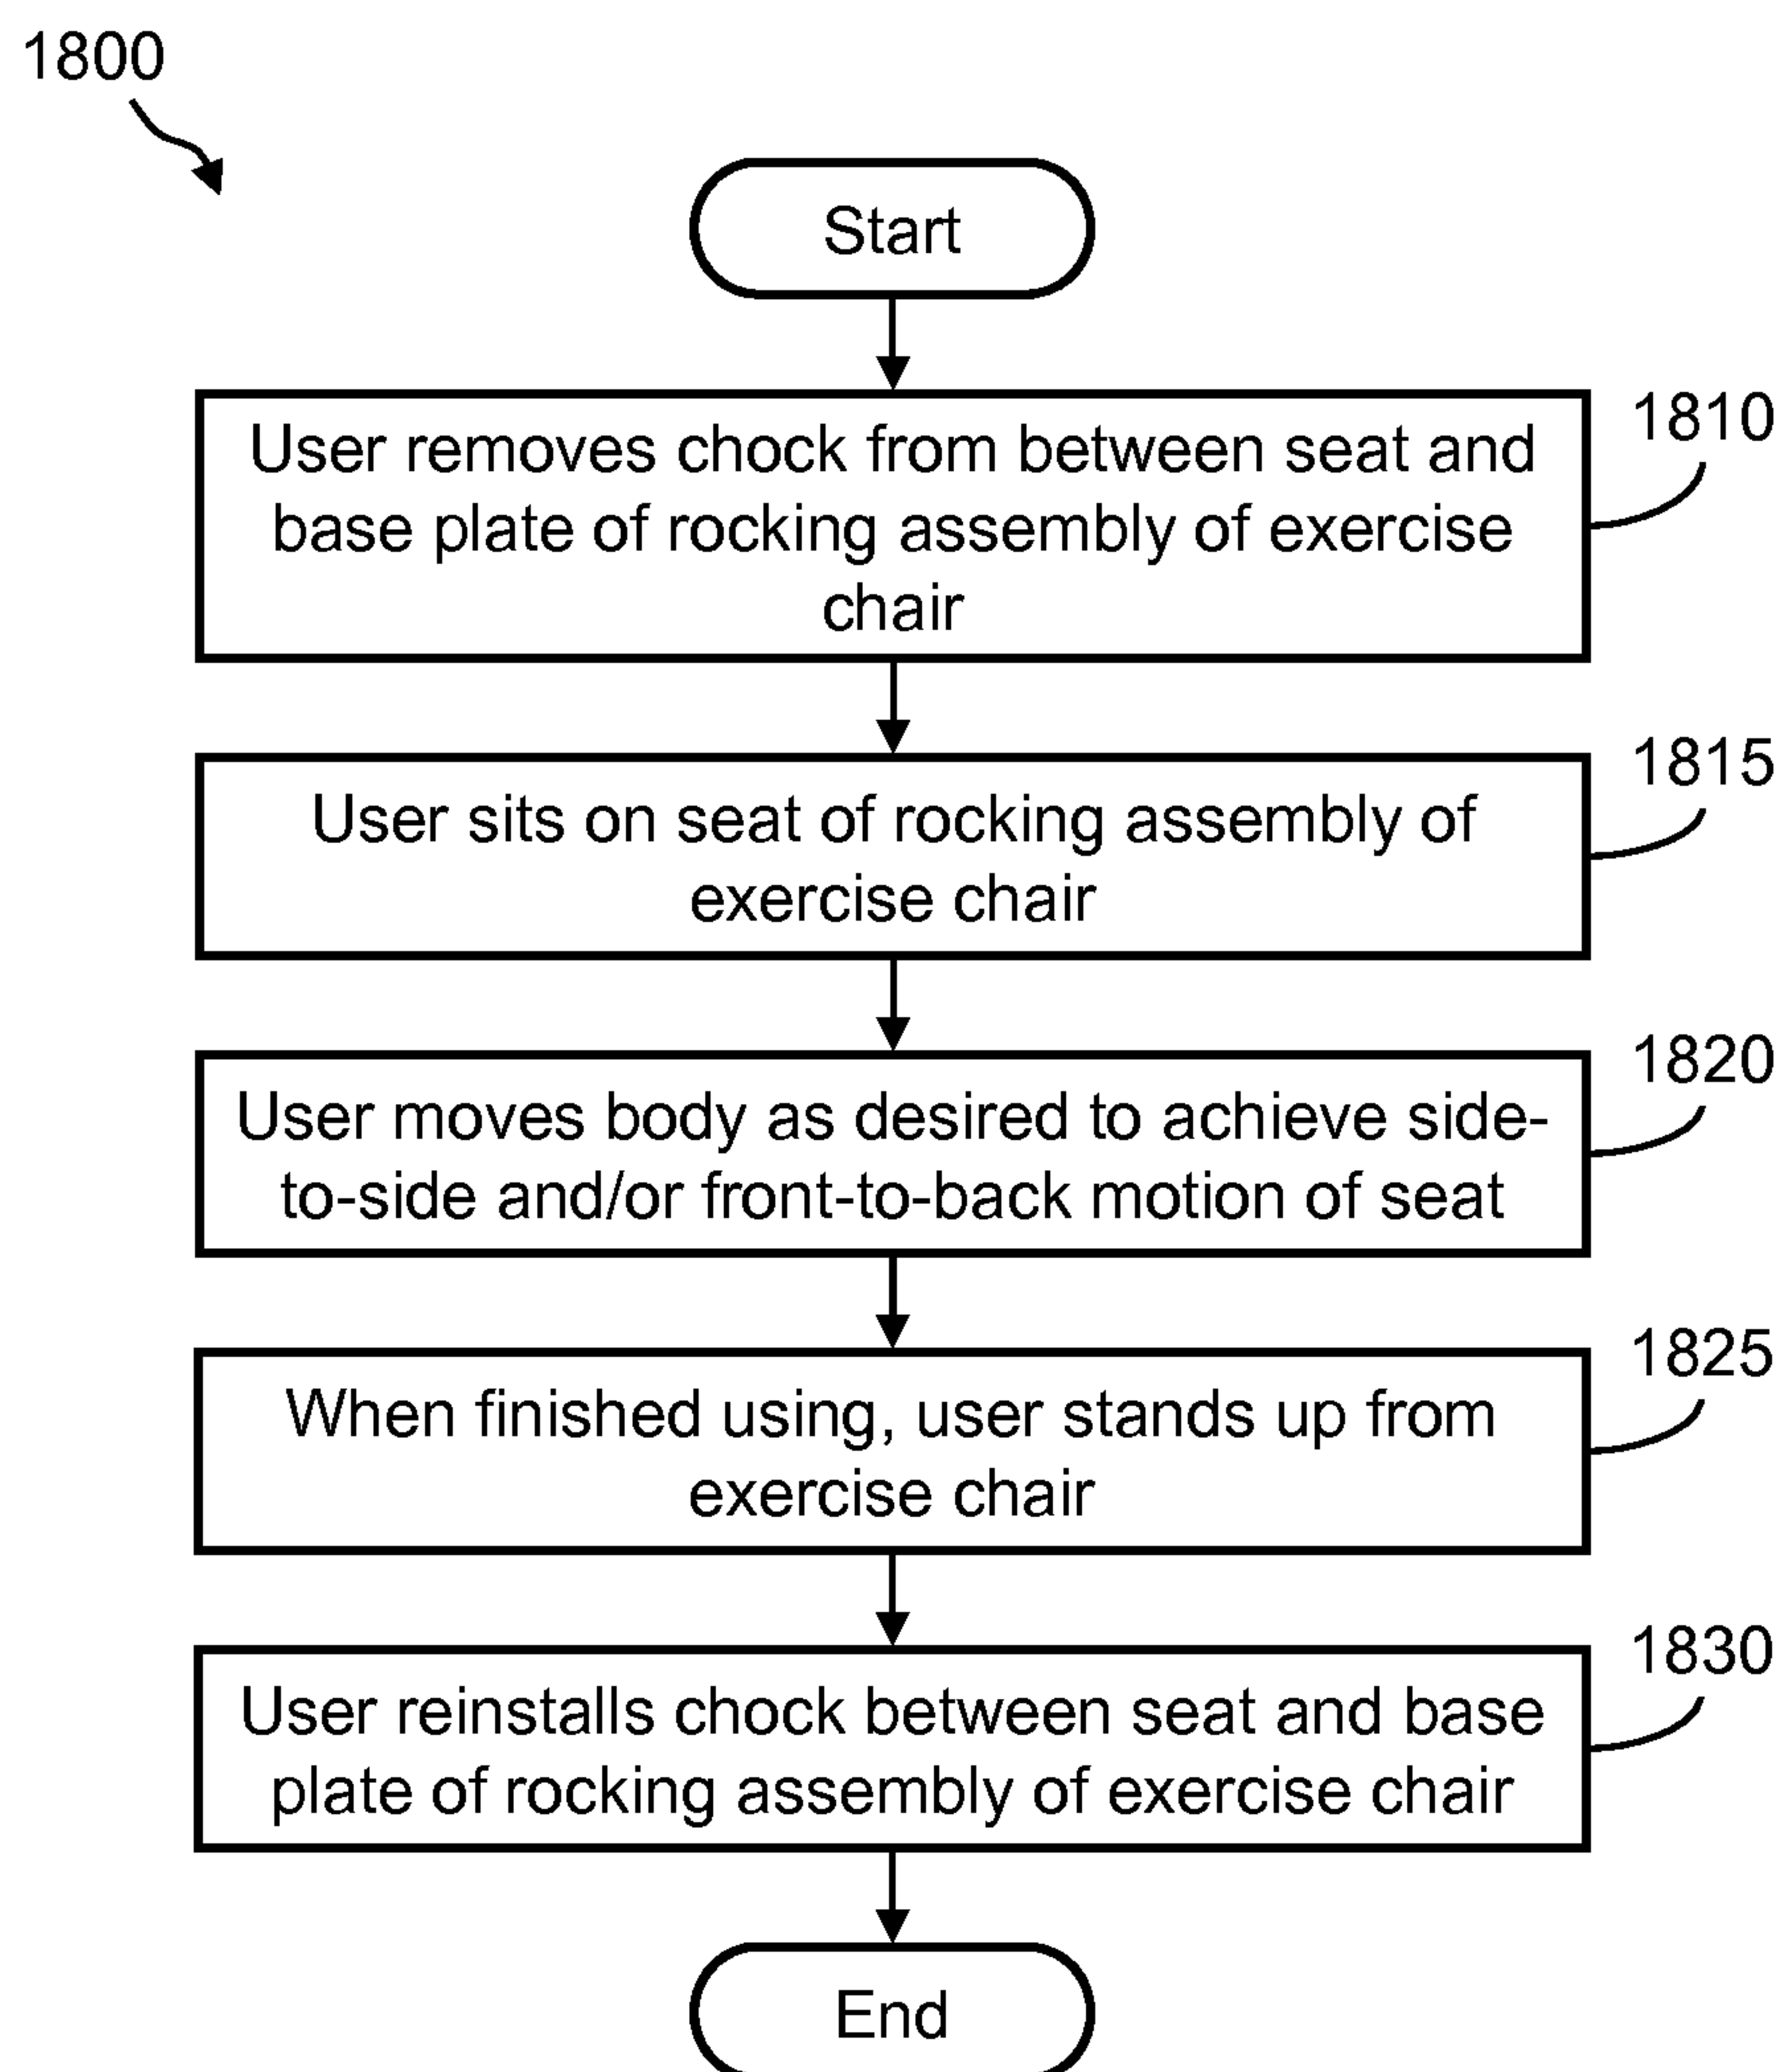 1800
Start
User removes chock from between seat and
base plate of rocking assembly of exercise
chair
1810
User sits on seat of rocking assembly of
exercise chair
1815
User moves body as desired to achieve side-
to-side and/or front-to-back motion of seat
1820
When finished using, user stands up from
exercise chair
1825
User reinstalls chock between seat and base
plate of rocking assembly of exercise chair
1830
End